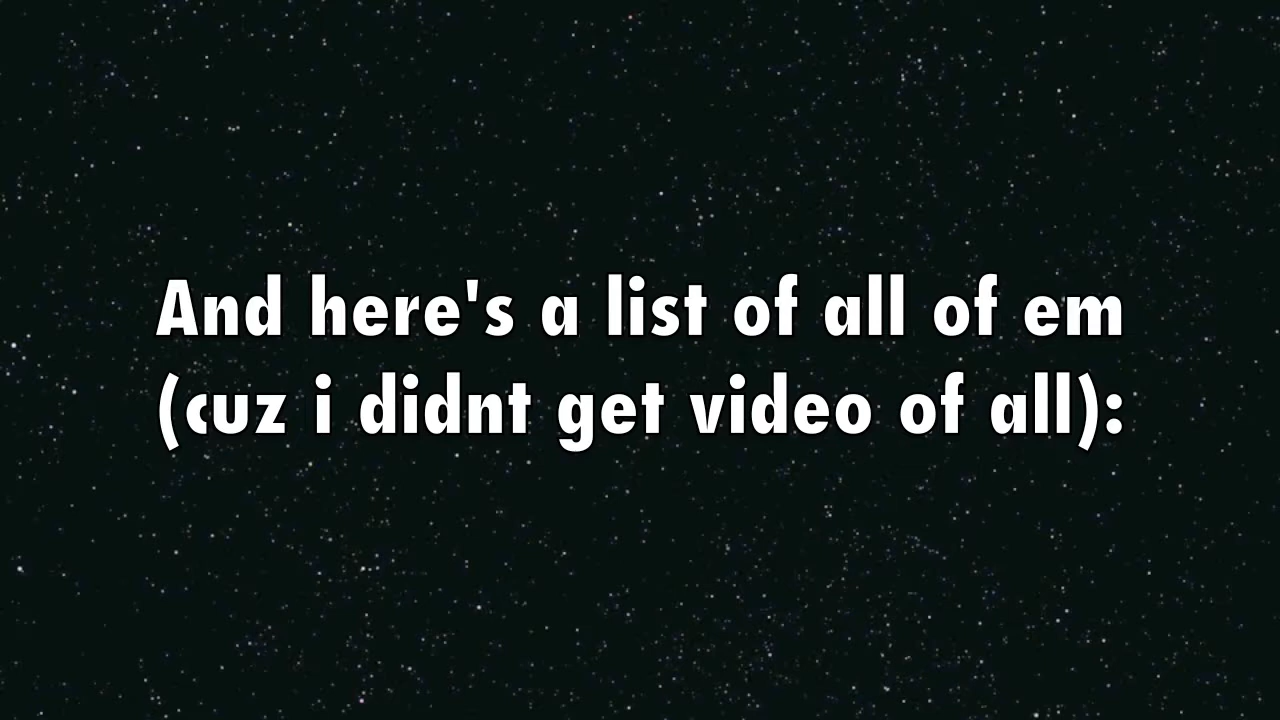 And here's a list of all of em
(cuz i didnt get video of all):